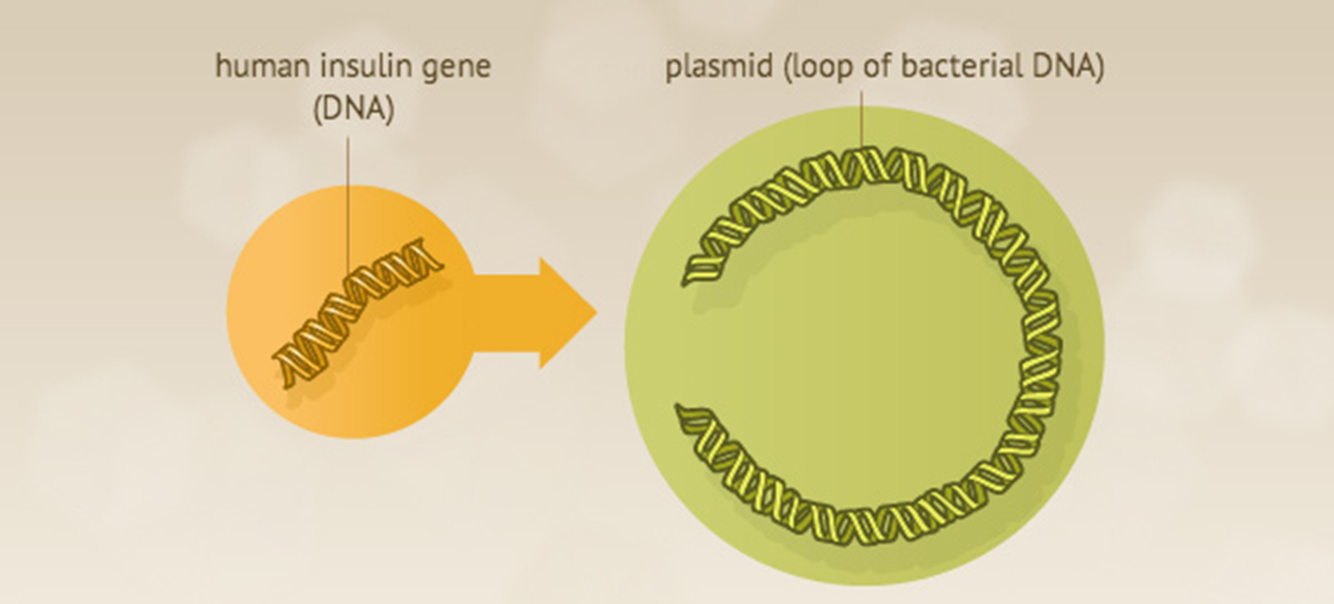 human insulin gene
(DNA)
plasmid (loop of bacterial DNA)